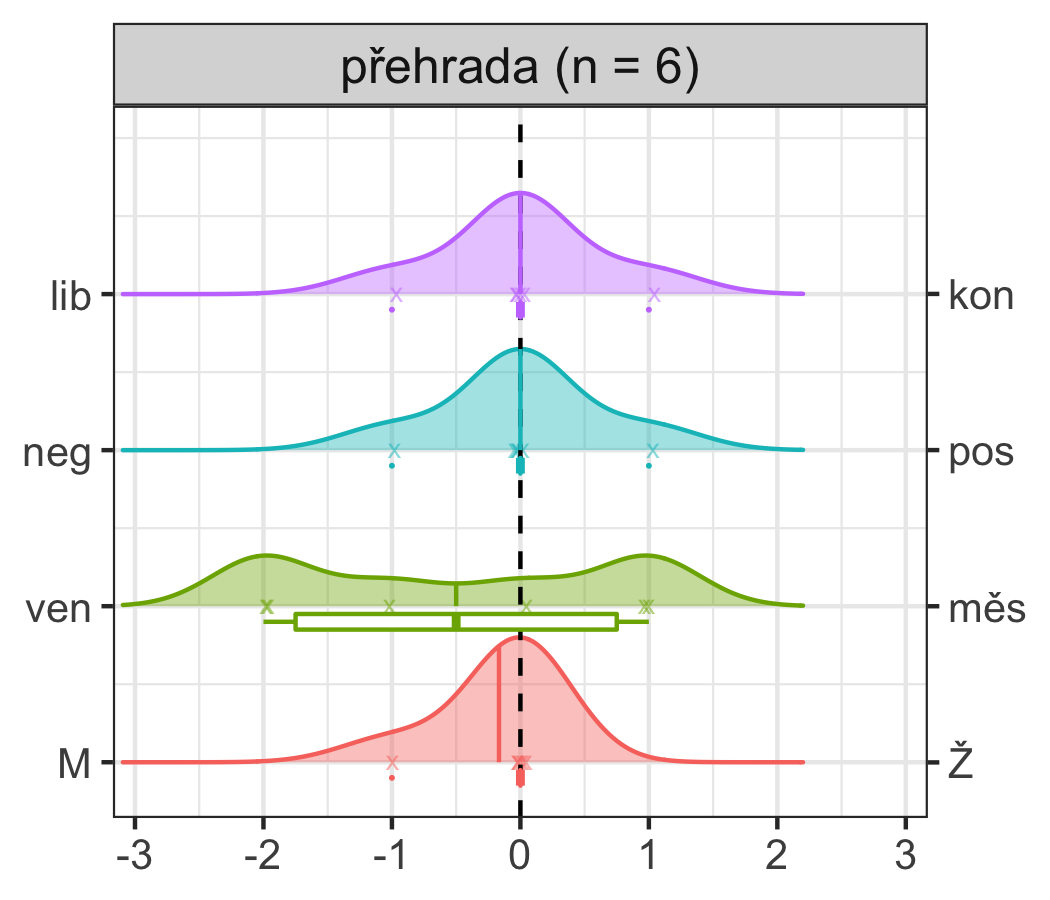 přehrada (n = 6)
lib kon
neg pos
ven měs
M Ž
-3 -2 -1 0 1 2 3